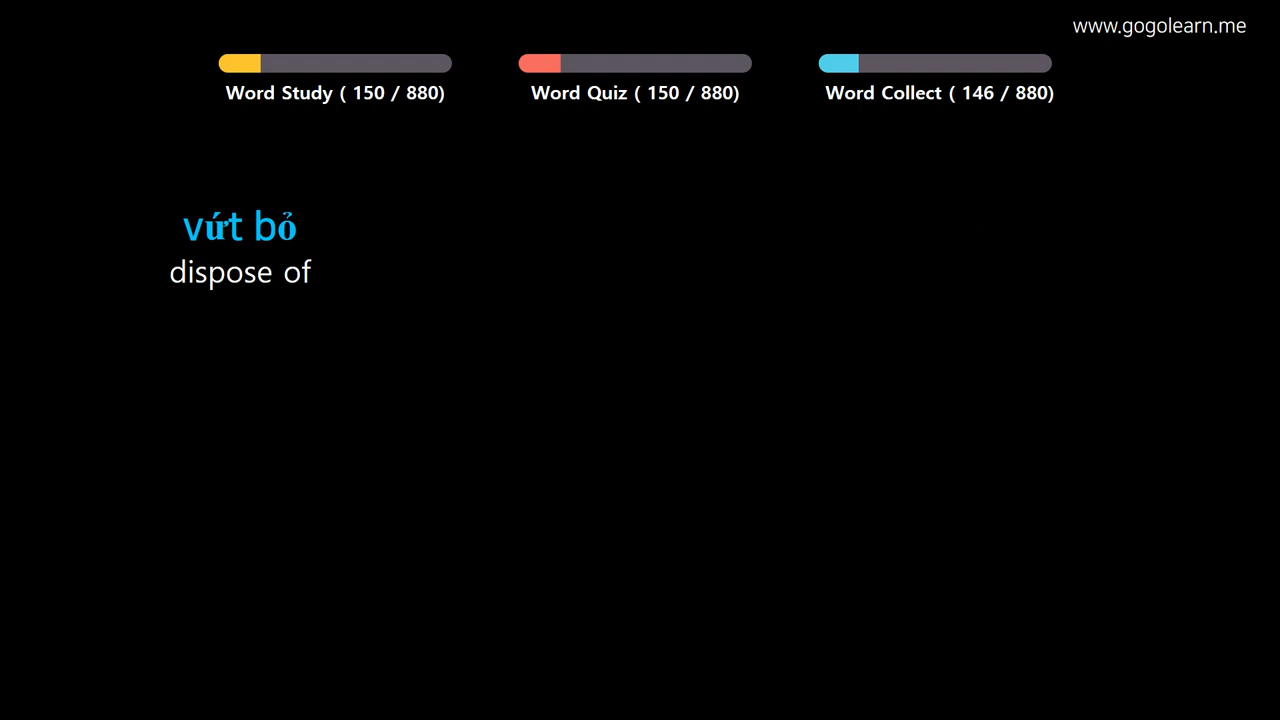 www.gogolearn.me
Word Study ( 150 / 880)
Word Quiz ( 150 / 880)
Word Collect ( 146 / 880)
vứt bỏ
dispose of